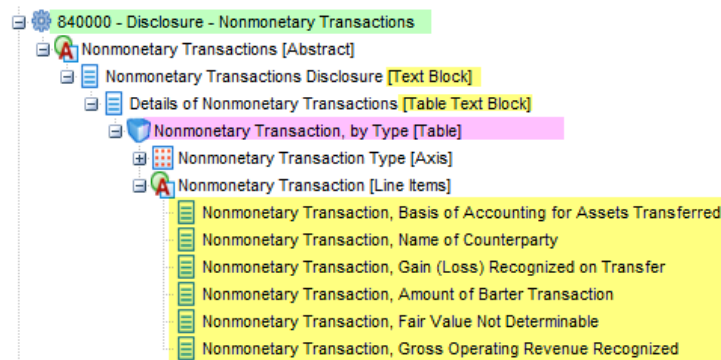 840000 - Disclosure - Nonmonetary Transactions
Nonmonetary Transactions [Abstract]
Nonmonetary Transactions Disclosure [Text Block]
Details of Nonmonetary Transactions [Table Text Block]
Nonmonetary Transaction, by Type [Table]
Nonmonetary Transaction Type [Axis]
Nonmonetary Transaction [Line Items]
Nonmonetary Transaction, Basis of Accounting for Assets Transferred
Nonmonetary Transaction, Name of Counterparty
Nonmonetary Transaction, Gain (Loss) Recognized on Transfer
Nonmonetary Transaction, Amount of Barter Transaction
Nonmonetary Transaction, Fair Value Not Determinable
Nonmonetary Transaction, Gross Operating Revenue Recognized